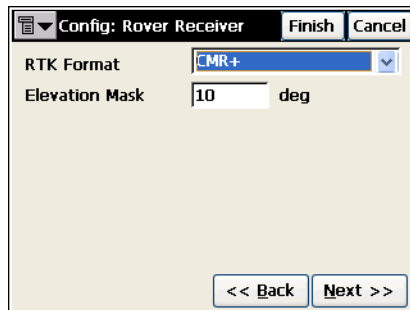 Config: Rover Receiver Finish Cancel
RTK Format CMR+
Elevation Mask 10 deg
<< Back Next >>